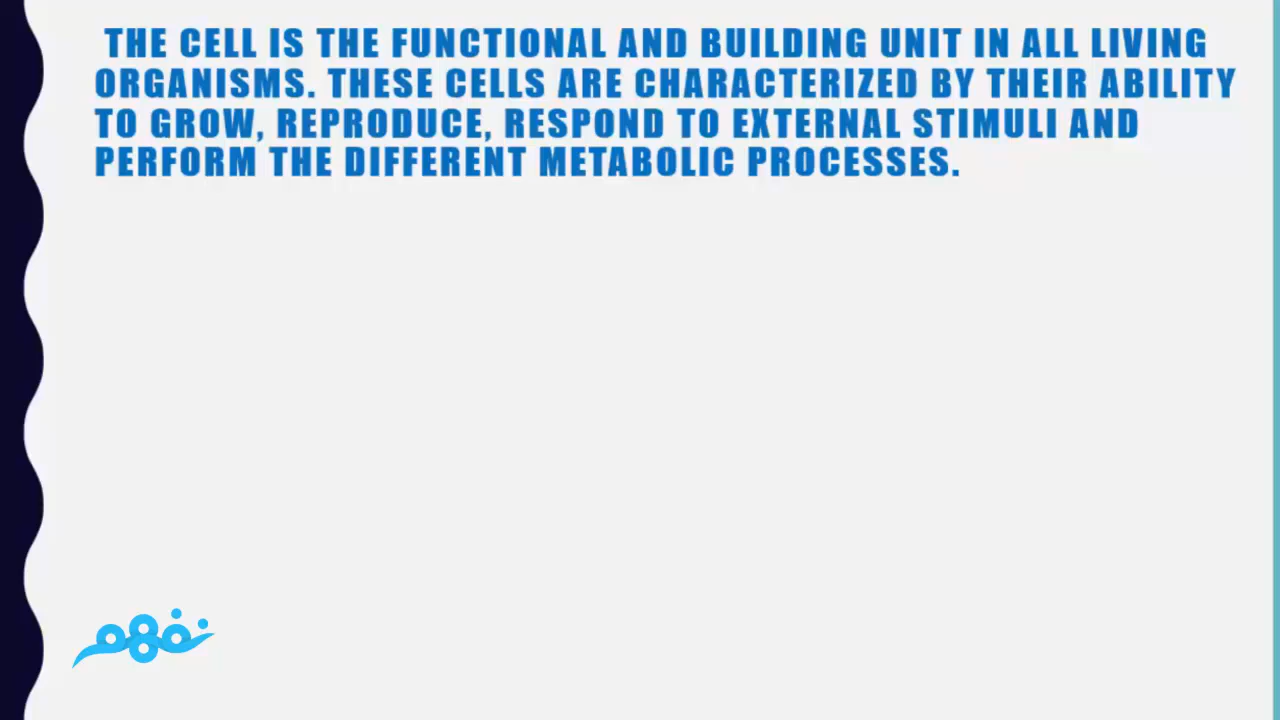 THE CELL IS THE FUNCTIONAL AND BUILDING UNIT IN ALL LIVING
ORGANISMS. THESE CELLS ARE CHARACTERIZED BY THEIR ABILITY
TO GROW, REPRODUCE, RESPOND TO EXTERNAL STIMULI AND
PERFORM THE DIFFERENT METABOLIC PROCESSES.
نفهم